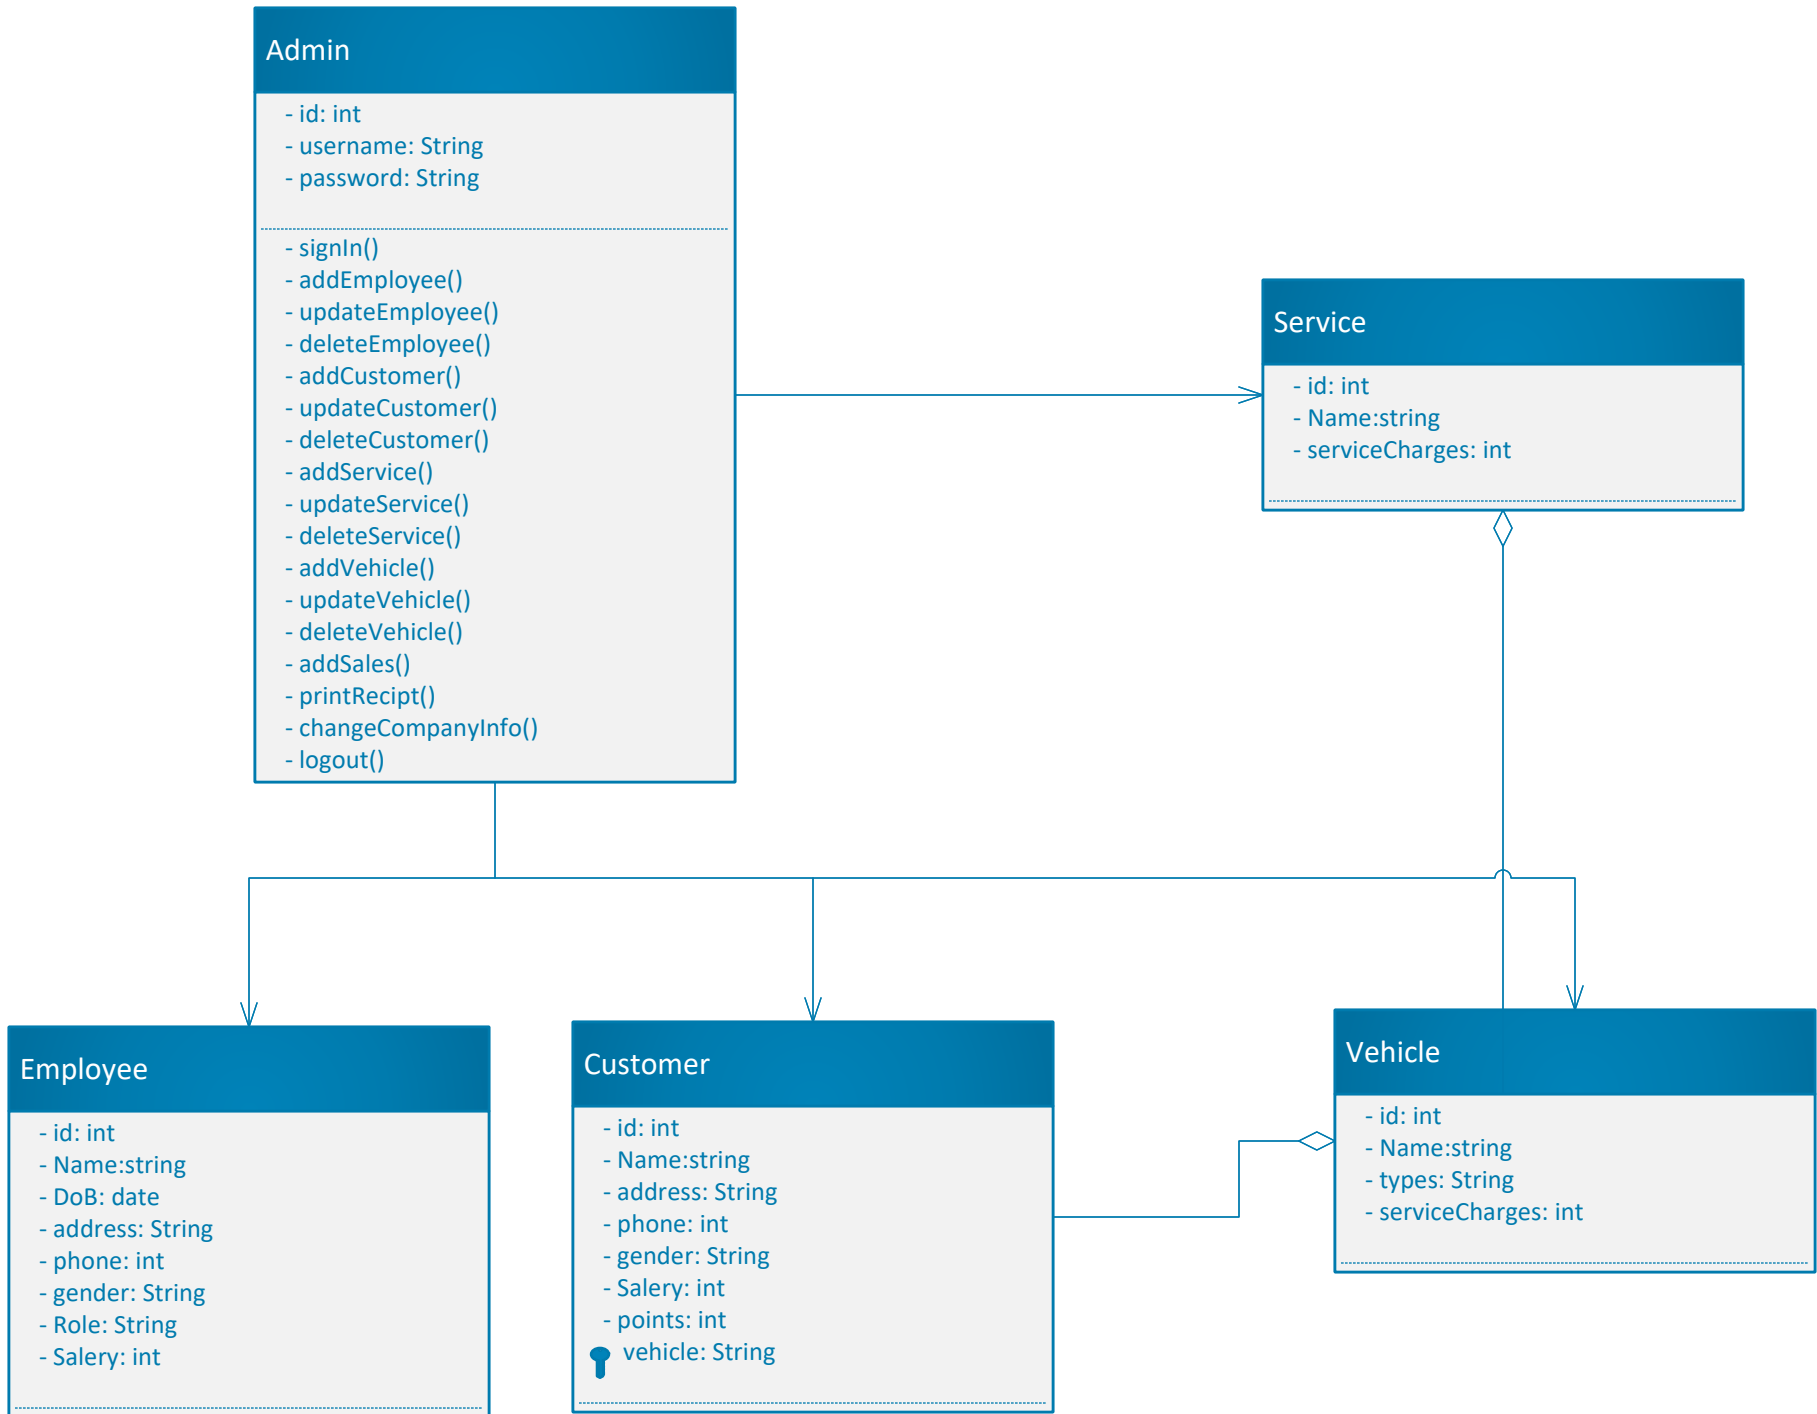 Admin
- id: int
- username: String
- password: String
- signIn()
- addEmployee()
- updateEmployee()
- deleteEmployee()
- addCustomer()
- updateCustomer()
- deleteCustomer()
- addService()
- updateService()
- deleteService()
- addVehicle()
- updateVehicle()
- deleteVehicle()
- addSales()
- printRecipt()
- changeCompanyInfo()
- logout()
Service
- id: int
- Name:string
- serviceCharges: int
Employee
- id: int
- Name:string
- DoB: date
- address: String
- phone: int
- gender: String
- Role: String
- Salery: int
Customer
- id: int
- Name:string
- address: String
- phone: int
- gender: String
- Salery: int
- points: int
vehicle: String
Vehicle
- id: int
- Name:string
- types: String
- serviceCharges: int